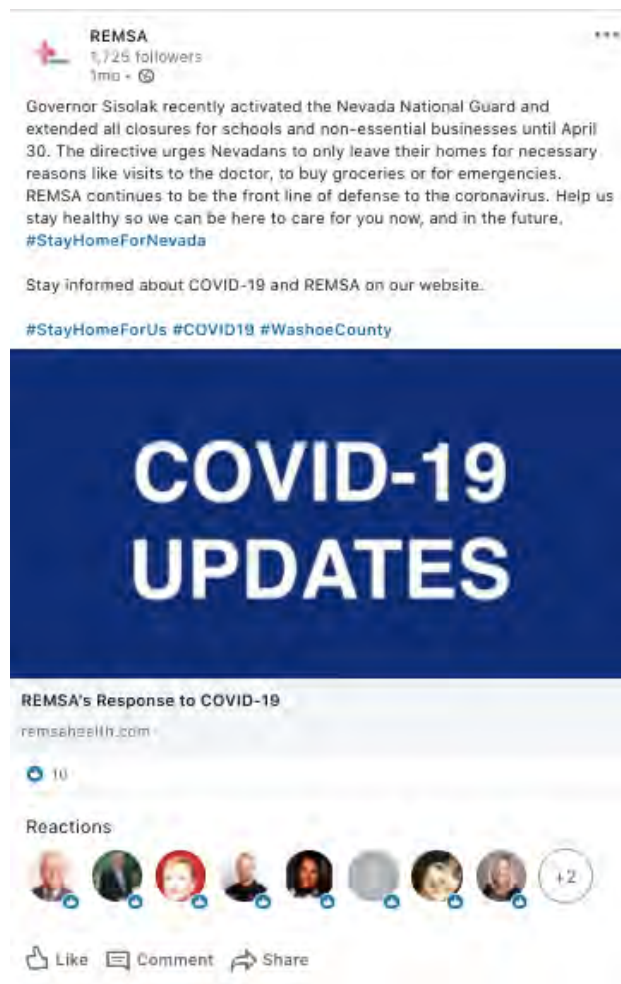 REMSA
1,725 followers
1mo •
Governor Sisolak recently activated the Nevada National Guard and
extended all closures for schools and non-essential businesses until April
30. The directive urges Nevadans to only leave their homes for necessary
reasons like visits to the doctor, to buy groceries or for emergencies.
REMSA continues to be the front line of defense to the coronavirus. Help us
stay healthy so we can be here to care for you now, and in the future.
#StayHomeForNevada
Stay informed about COVID-19 and REMSA on our website.
#StayHomeForUs #COVID19 #WashoeCounty
COVID-19
UPDATES
REMSA's Response to COVID-19
remsahealth.com
10
Reactions
+2
Like Comment Share